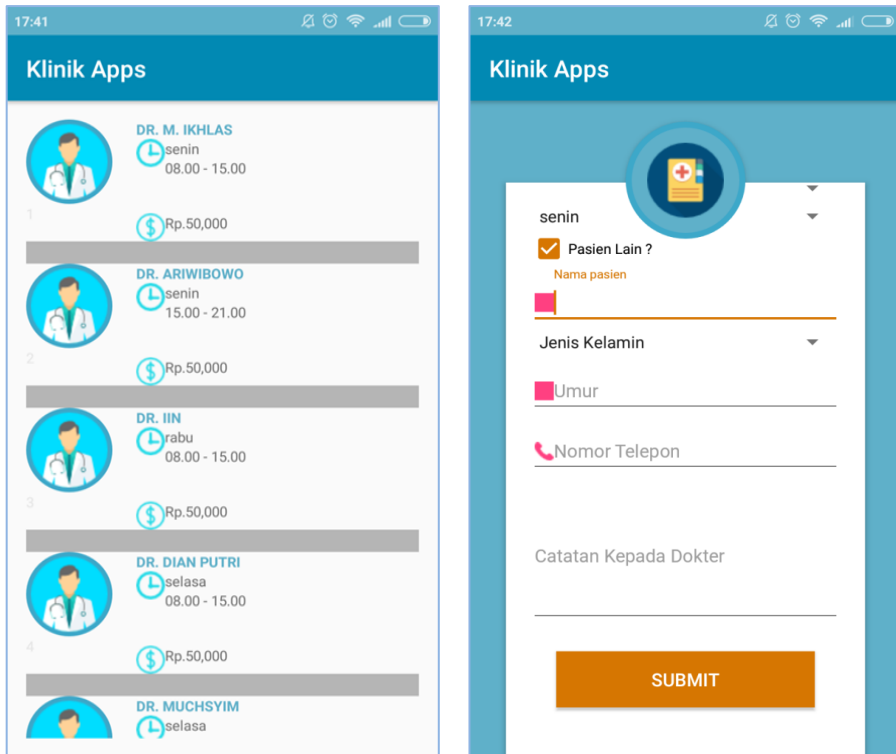 17:41
Klinik Apps
DR. M. IKHLAS
senin
08.00 - 15.00
1
Rp.50,000
DR. ARIWIBOWO
senin
15.00 - 21.00
2
Rp.50,000
DR. IIN
rabu
08.00 - 15.00
3
Rp.50,000
DR. DIAN PUTRI
selasa
08.00 - 15.00
4
Rp.50,000
DR. MUCHSYIM
selasa
17:42
Klinik Apps
senin
Pasien Lain ?
Nama pasien
Jenis Kelamin
Umur
Nomor Telepon
Catatan Kepada Dokter
SUBMIT